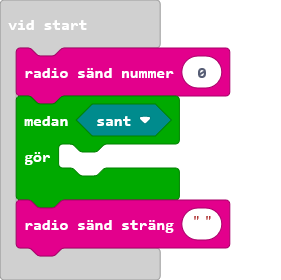 vid start
radio sänd nummer 0
medan sant
gör
radio sänd sträng " "